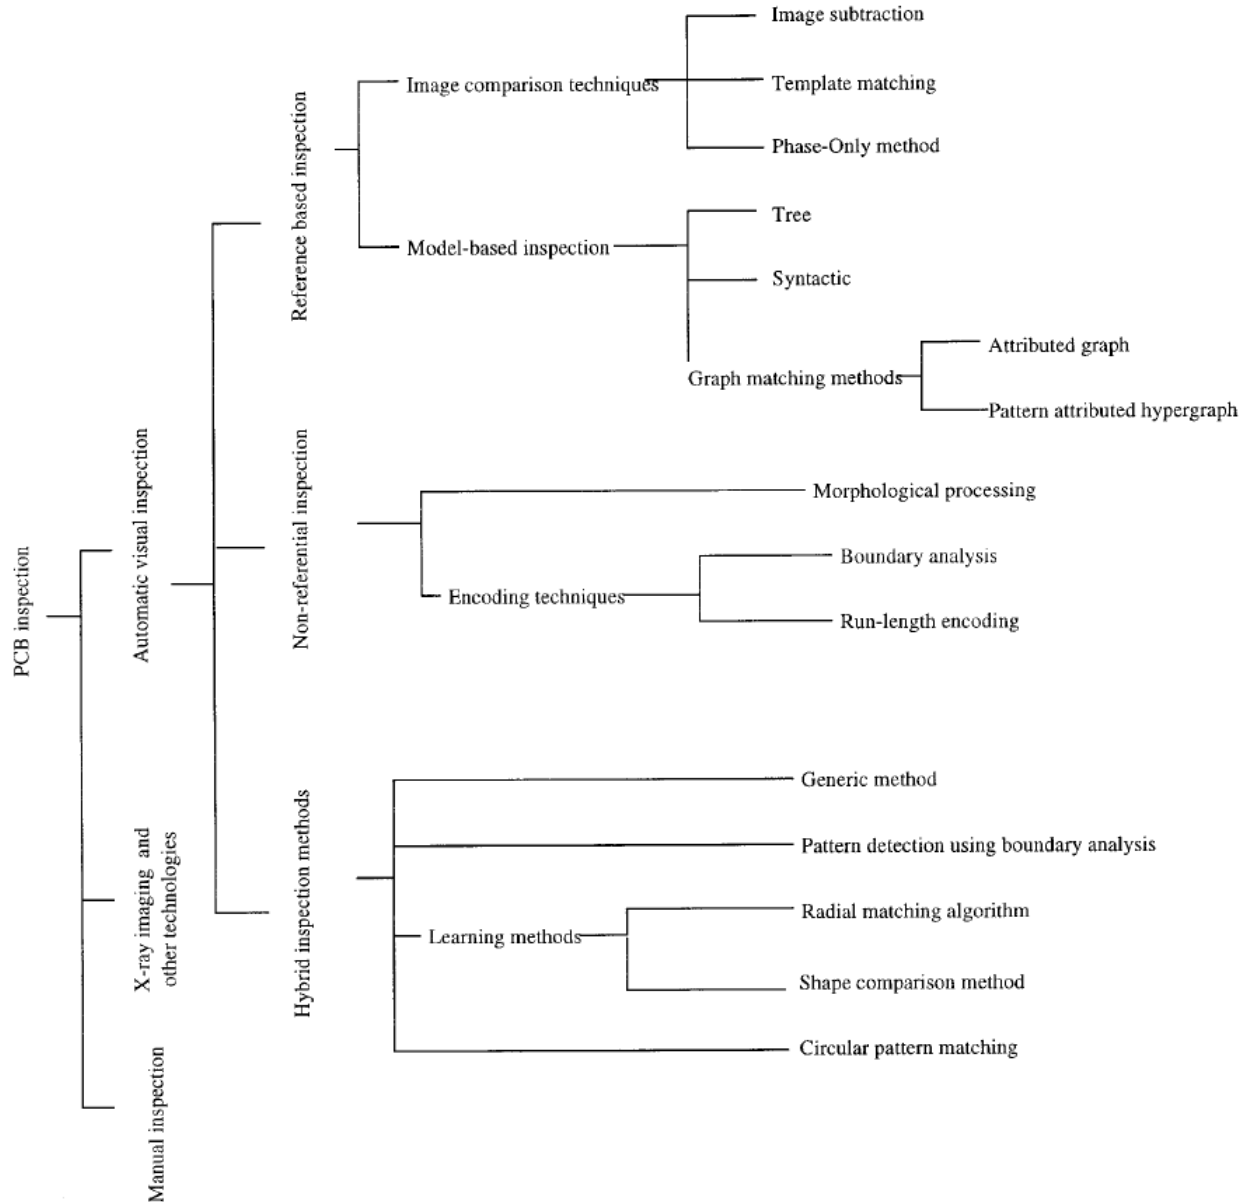 PCB inspection
Automatic visual inspection
X-ray imaging and
other technologies
Manual inspection
Reference based inspection
Non-referential inspection
Hybrid inspection methods
Image comparison techniques
Image subtraction
Template matching
Phase-Only method
Model-based inspection
Tree
Syntactic
Graph matching methods
Attributed graph
Pattern attributed hypergraph
Morphological processing
Encoding techniques
Boundary analysis
Run-length encoding
Generic method
Pattern detection using boundary analysis
Learning methods
Radial matching algorithm
Shape comparison method
Circular pattern matching